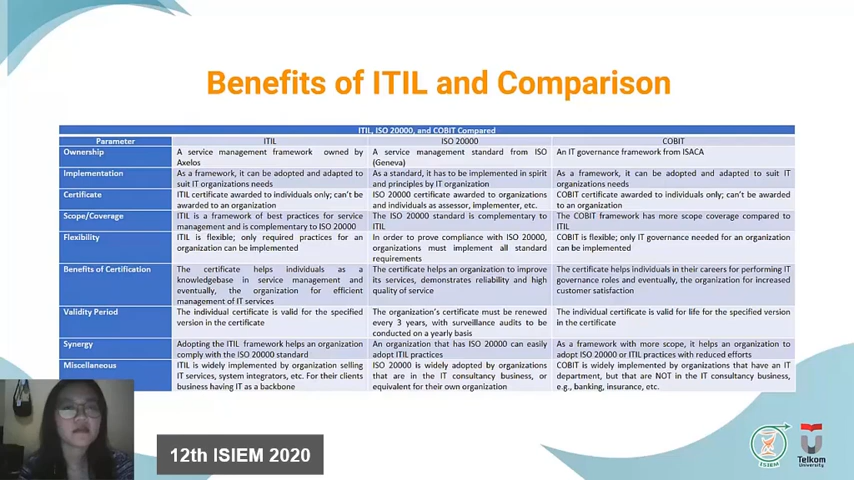 Benefits of ITIL and Comparison
ITIL, ISO 20000, and COBIT Compared
Parameter ITIL ISO 20000 COBIT
Ownership
A service management framework owned by
Axelos
A service management standard from ISO
(Geneva)
An IT governance framework from ISACA
Implementation
As a framework, it can be adopted and adapted to
suit IT organizations needs
As a standard, it has to be implemented in spirit
and principles by IT organization
As a framework, it can be adopted and adapted to suit IT
organizations needs
Certificate
ITIL certificate awarded to individuals only; can't be
awarded to an organization
ISO 20000 certificate awarded to organizations
and individuals as assessor, implementer, etc.
COBIT certificate awarded to individuals only; can't be awarded
to an organization
Scope/Coverage
ITIL is a framework of best practices for service
management and is complementary to ISO 20000
The ISO 20000 standard is complementary to
ITIL
The COBIT framework has more scope coverage compared to
ITIL
Flexibility
ITIL is flexible; only required practices for an
organization can be implemented
In order to prove compliance with ISO 20000,
organizations must implement all standard
requirements
COBIT is flexible; only IT governance needed for an organization
can be implemented
Benefits of Certification
The certificate helps individuals as a
knowledgebase in service management and
eventually, the organization for efficient
management of IT services
The certificate helps an organization to improve
its services, demonstrates reliability and high
quality of service
The certificate helps individuals in their careers for performing IT
governance roles and eventually, the organization for increased
customer satisfaction
Validity Period
The individual certificate is valid for the specified
version in the certificate
The organization's certificate must be renewed
every 3 years, with surveillance audits to be
conducted on a yearly basis
The individual certificate is valid for life for the specified version
in the certificate
Synergy
Adopting the ITIL framework helps an organization
comply with the ISO 20000 standard
An organization that has ISO 20000 can easily
adopt ITIL practices
As a framework with more scope, it helps an organization to
adopt ISO 20000 or ITIL practices with reduced efforts
Miscellaneous
ITIL is widely implemented by organization selling
IT services, system integrators, etc. For their clients
business having IT as a backbone
ISO 20000 is widely adopted by organizations
that are in the IT consultancy business, or
equivalent for their own organization
COBIT is widely implemented by organizations that have an IT
department, but that are NOT in the IT consultancy business,
e.g., banking, insurance, etc.
12th ISIEM 2020
ISIEM
Telkom
University